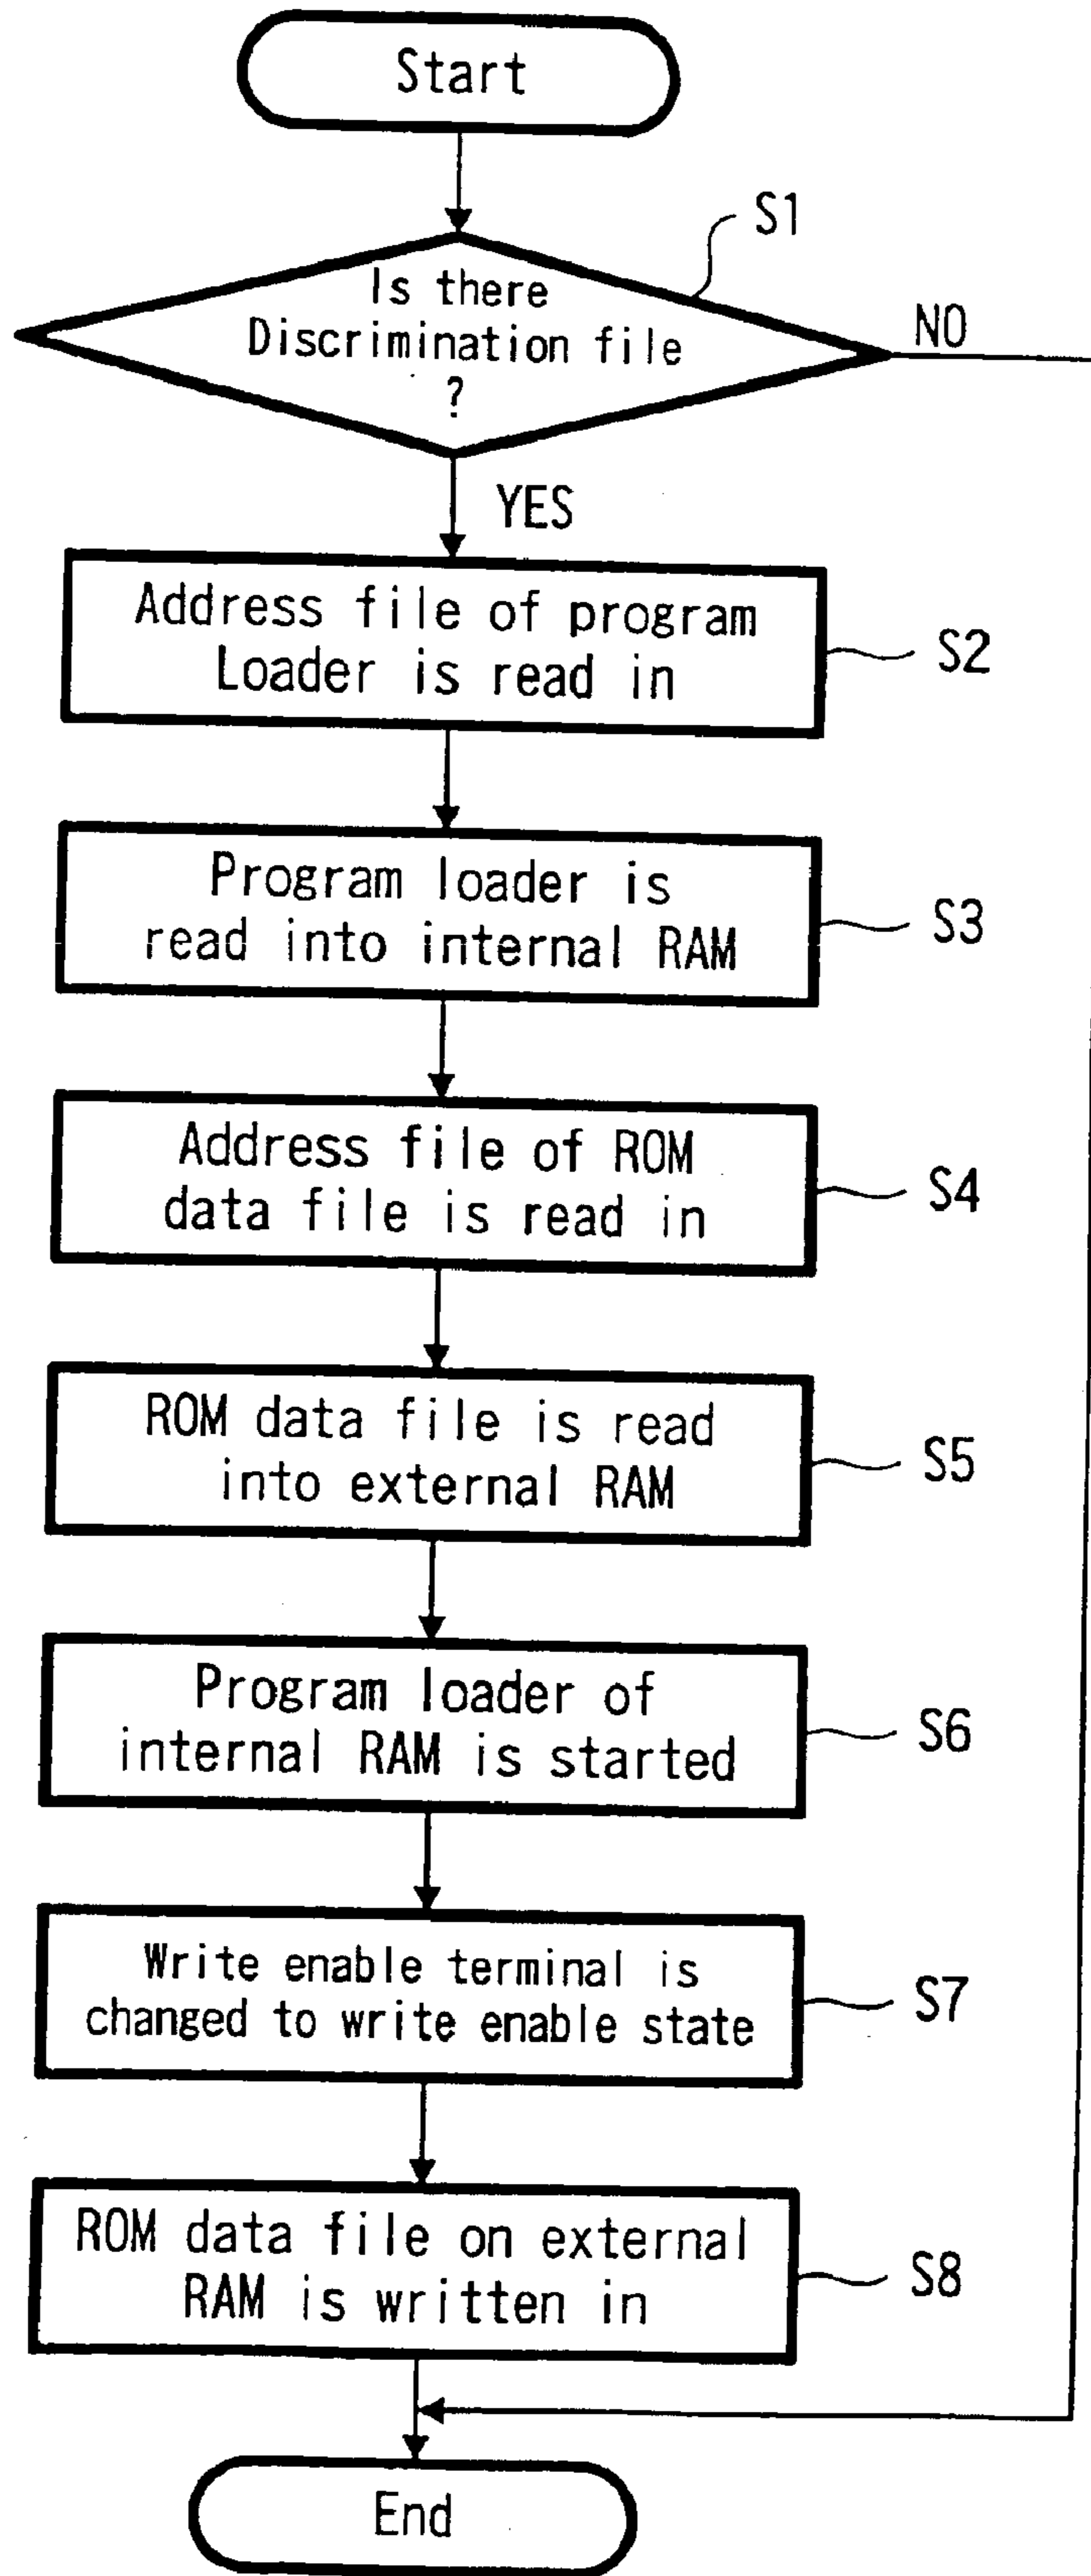 Start
S1
Is there
Discrimination file
?
NO
YES
Address file of program
Loader is read in
S2
Program loader is
read into internal RAM
S3
Address file of ROM
data file is read in
S4
ROM data file is read
into external RAM
S5
Program loader of
internal RAM is started
S6
Write enable terminal is
changed to write enable state
S7
ROM data file on external
RAM is written in
S8
End